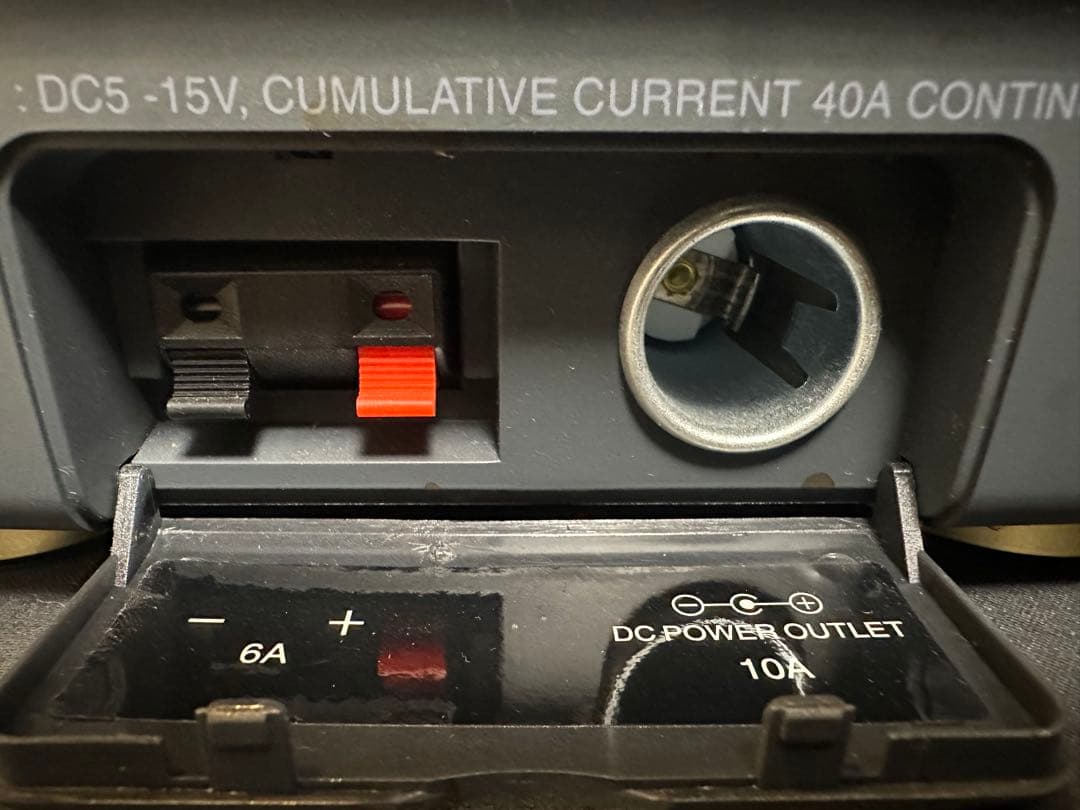 : DC5 -15V, CUMULATIVE CURRENT 40A CONTIN
− +
6A
− +
DC POWER OUTLET
10A